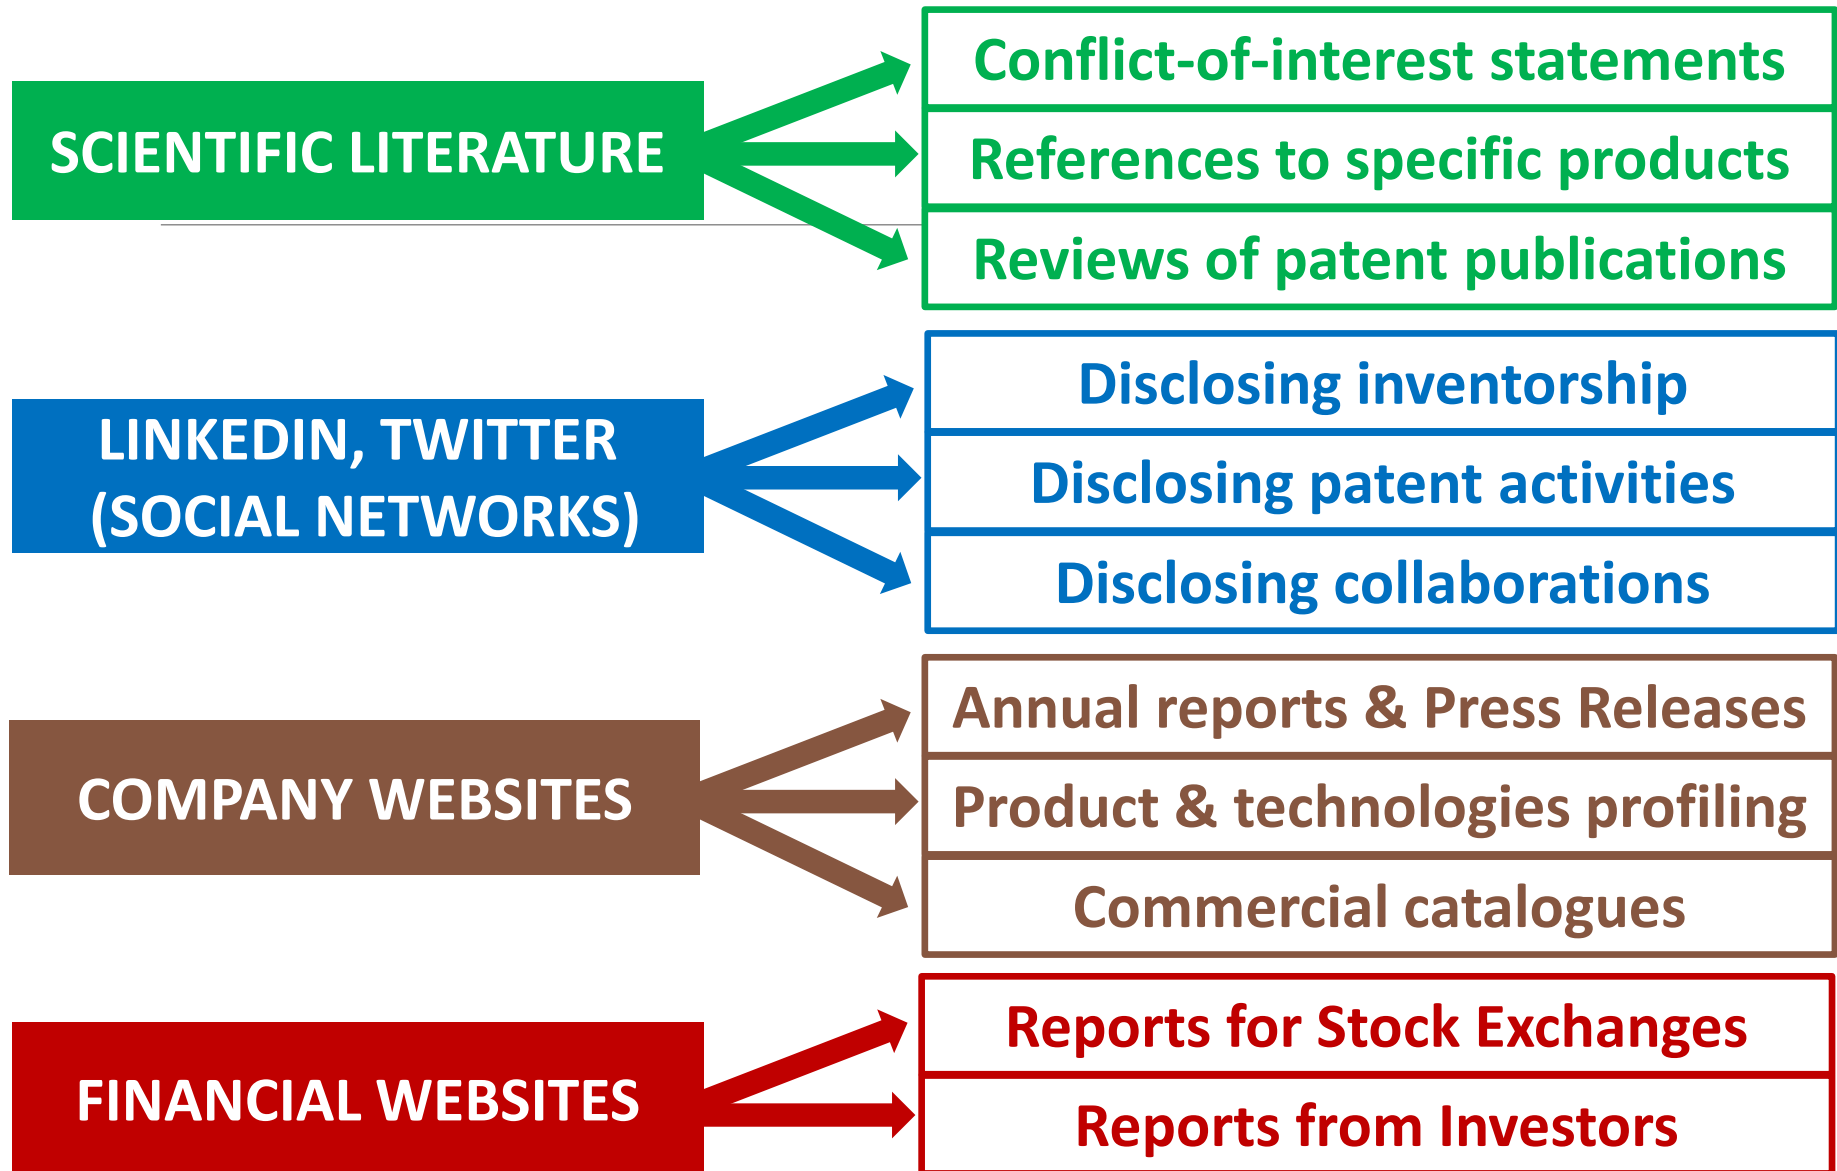 SCIENTIFIC LITERATURE
Conflict-of-interest statements
References to specific products
Reviews of patent publications
LINKEDIN, TWITTER
(SOCIAL NETWORKS)
Disclosing inventorship
Disclosing patent activities
Disclosing collaborations
COMPANY WEBSITES
Annual reports & Press Releases
Product & technologies profiling
Commercial catalogues
FINANCIAL WEBSITES
Reports for Stock Exchanges
Reports from Investors